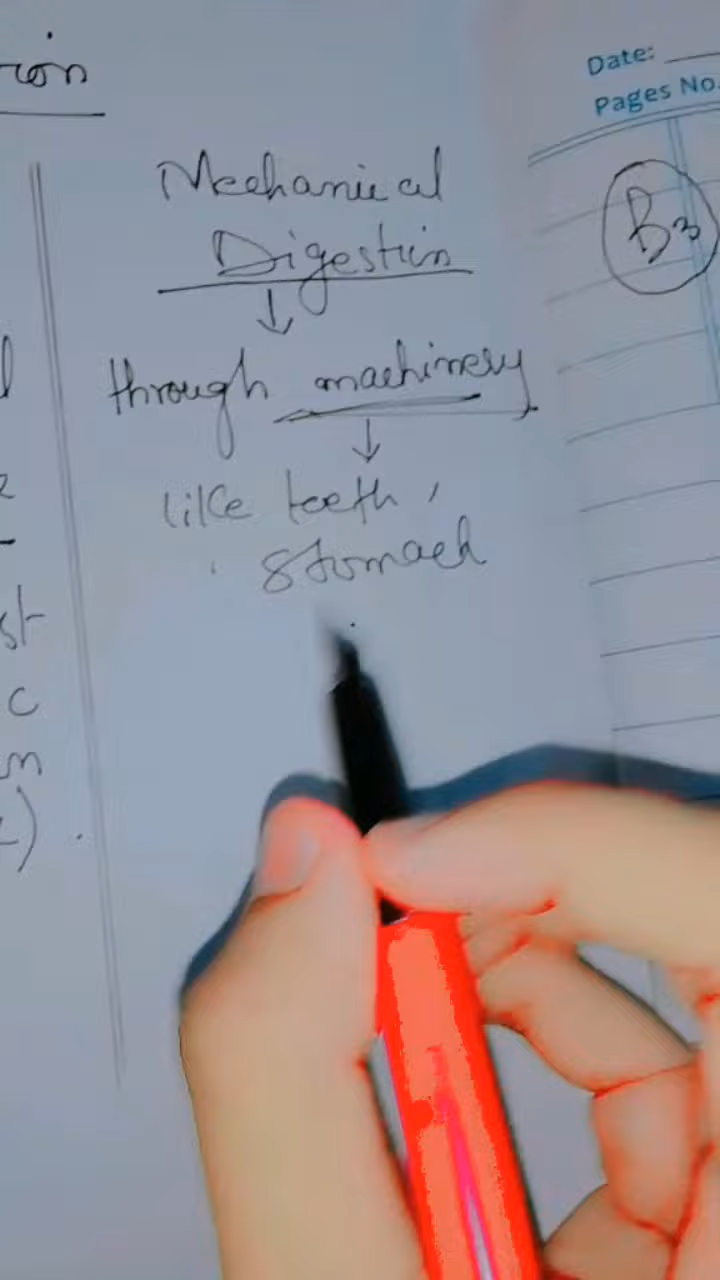 Date:
Pages No.
Mechanical
Digestion
↓
through machinery
↓
like teeth,
stomach
B3